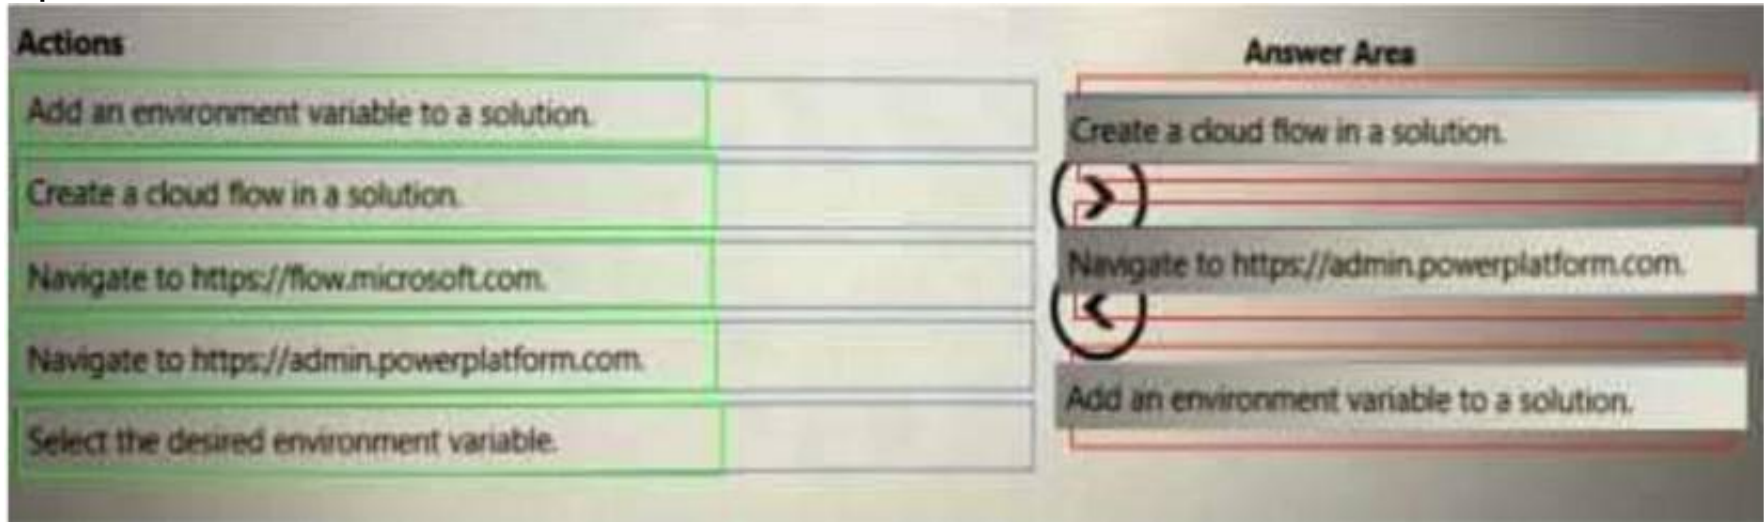 Actions
Add an environment variable to a solution.
Create a cloud flow in a solution.
Navigate to https://flow.microsoft.com.
Navigate to https://admin.powerplatform.com.
Select the desired environment variable.
Answer Area
Create a cloud flow in a solution.
Navigate to https://admin.powerplatform.com.
Add an environment variable to a solution.